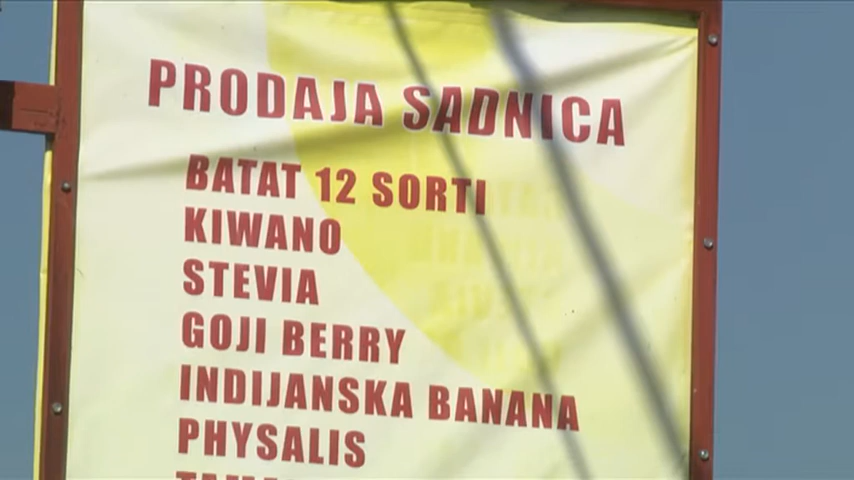 PRODAJA SADNICA
BATAT 12 SORTI
KIWANO
STEVIA
GOJI BERRY
INDIJANSKA BANANA
PHYSALIS